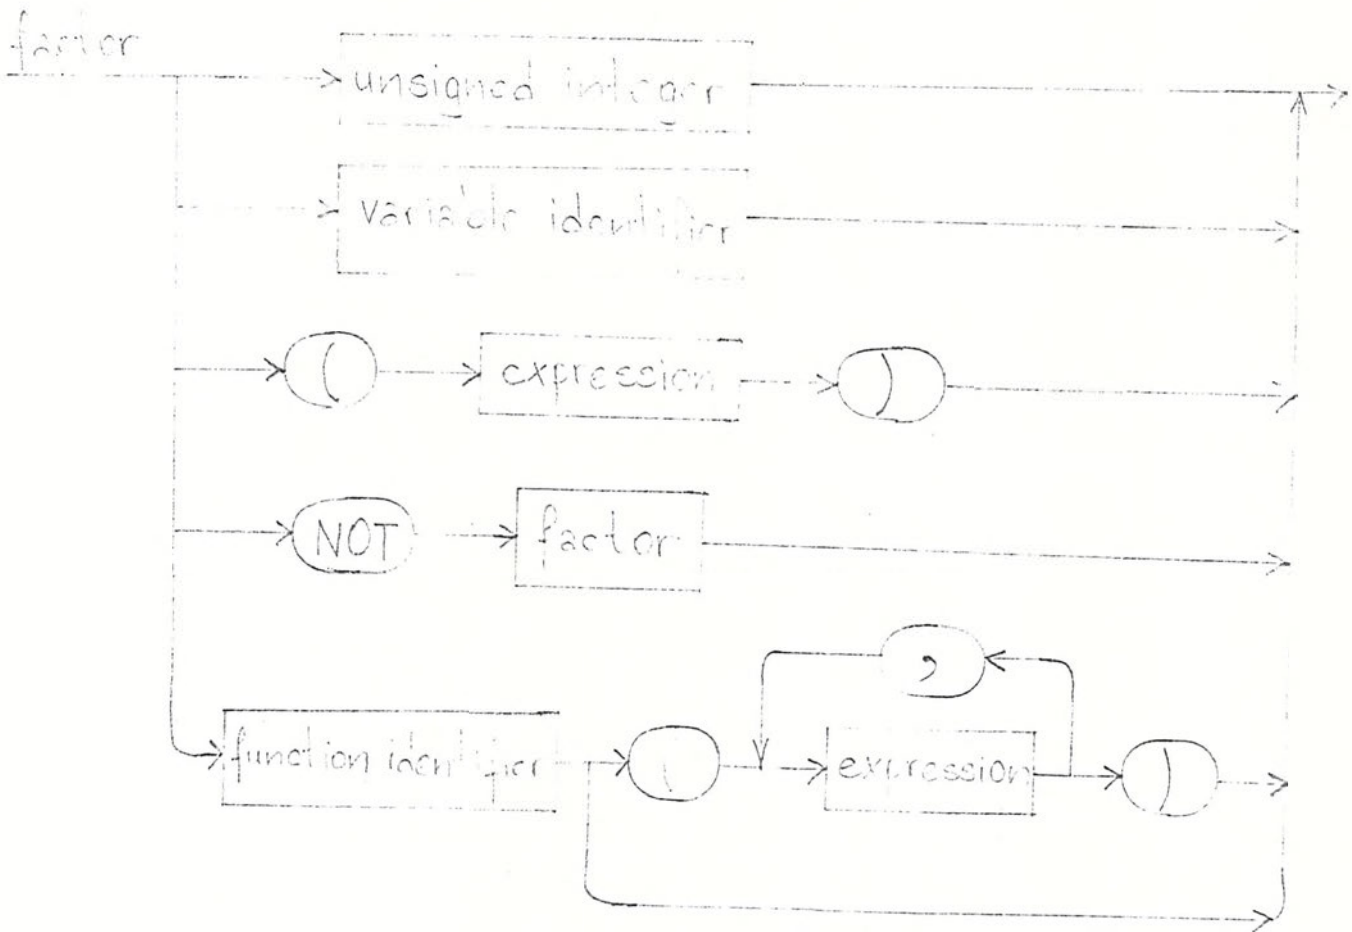 factor
unsigned integer
variable identifier
( expression )
NOT factor
,
function identifier ( expression )